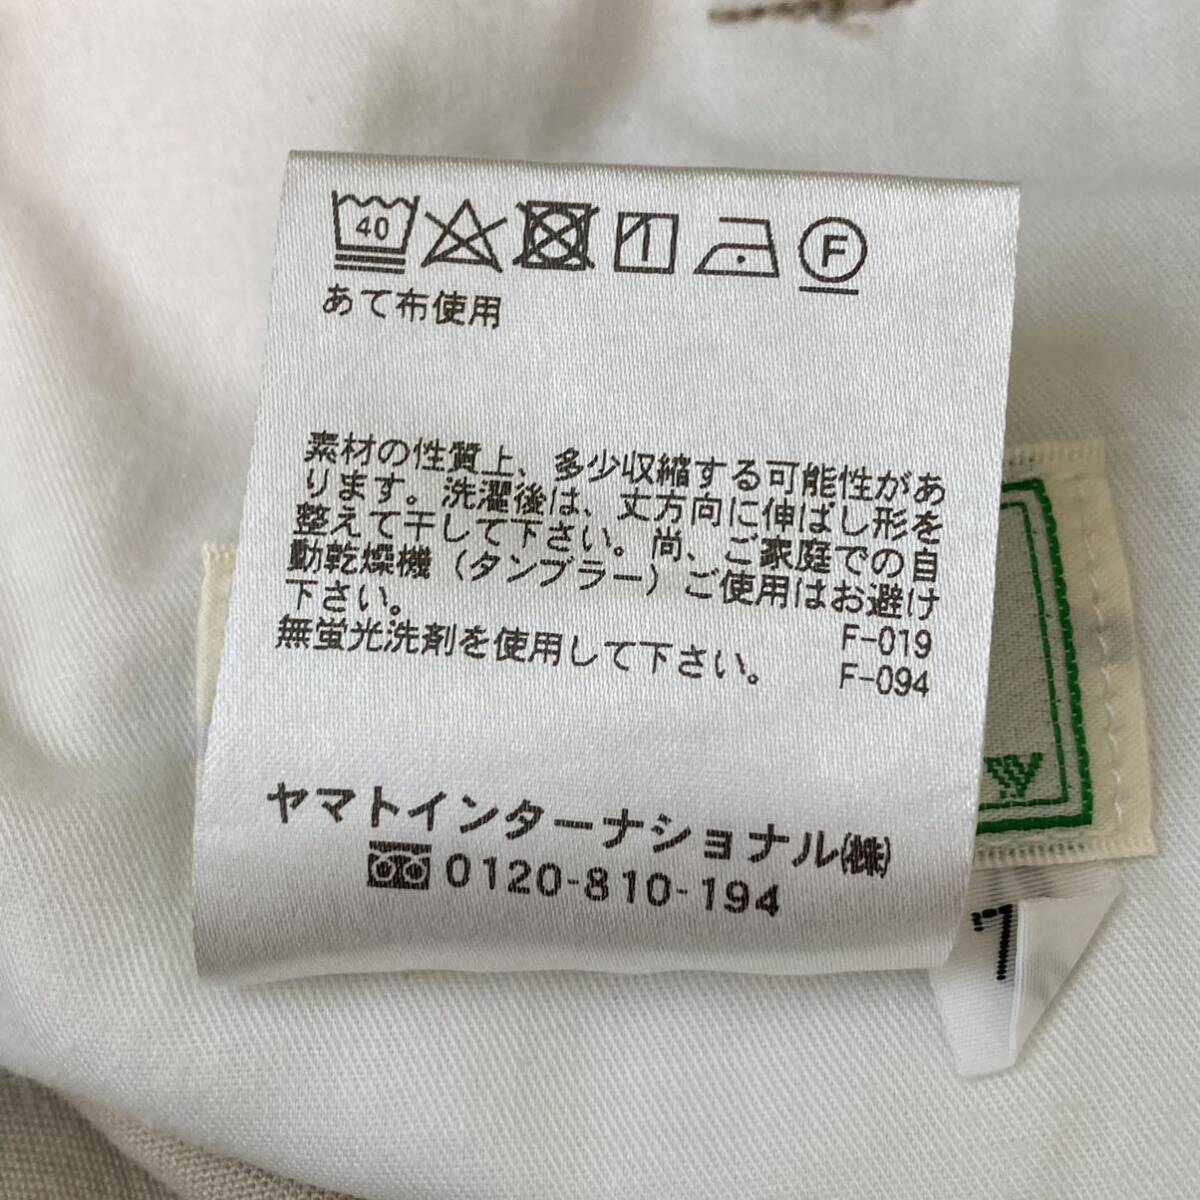 40
F
あて布使用
素材の性質上、多少収縮する可能性があ
ります。洗濯後は、丈方向に伸ばし形を
整えて干して下さい。尚、ご家庭での自
動乾燥機（タンブラー）ご使用はお避け
下さい。 F-019
無蛍光洗剤を使用して下さい。 F-094
ヤマトインターナショナル㈱
0120-810-194
W
7